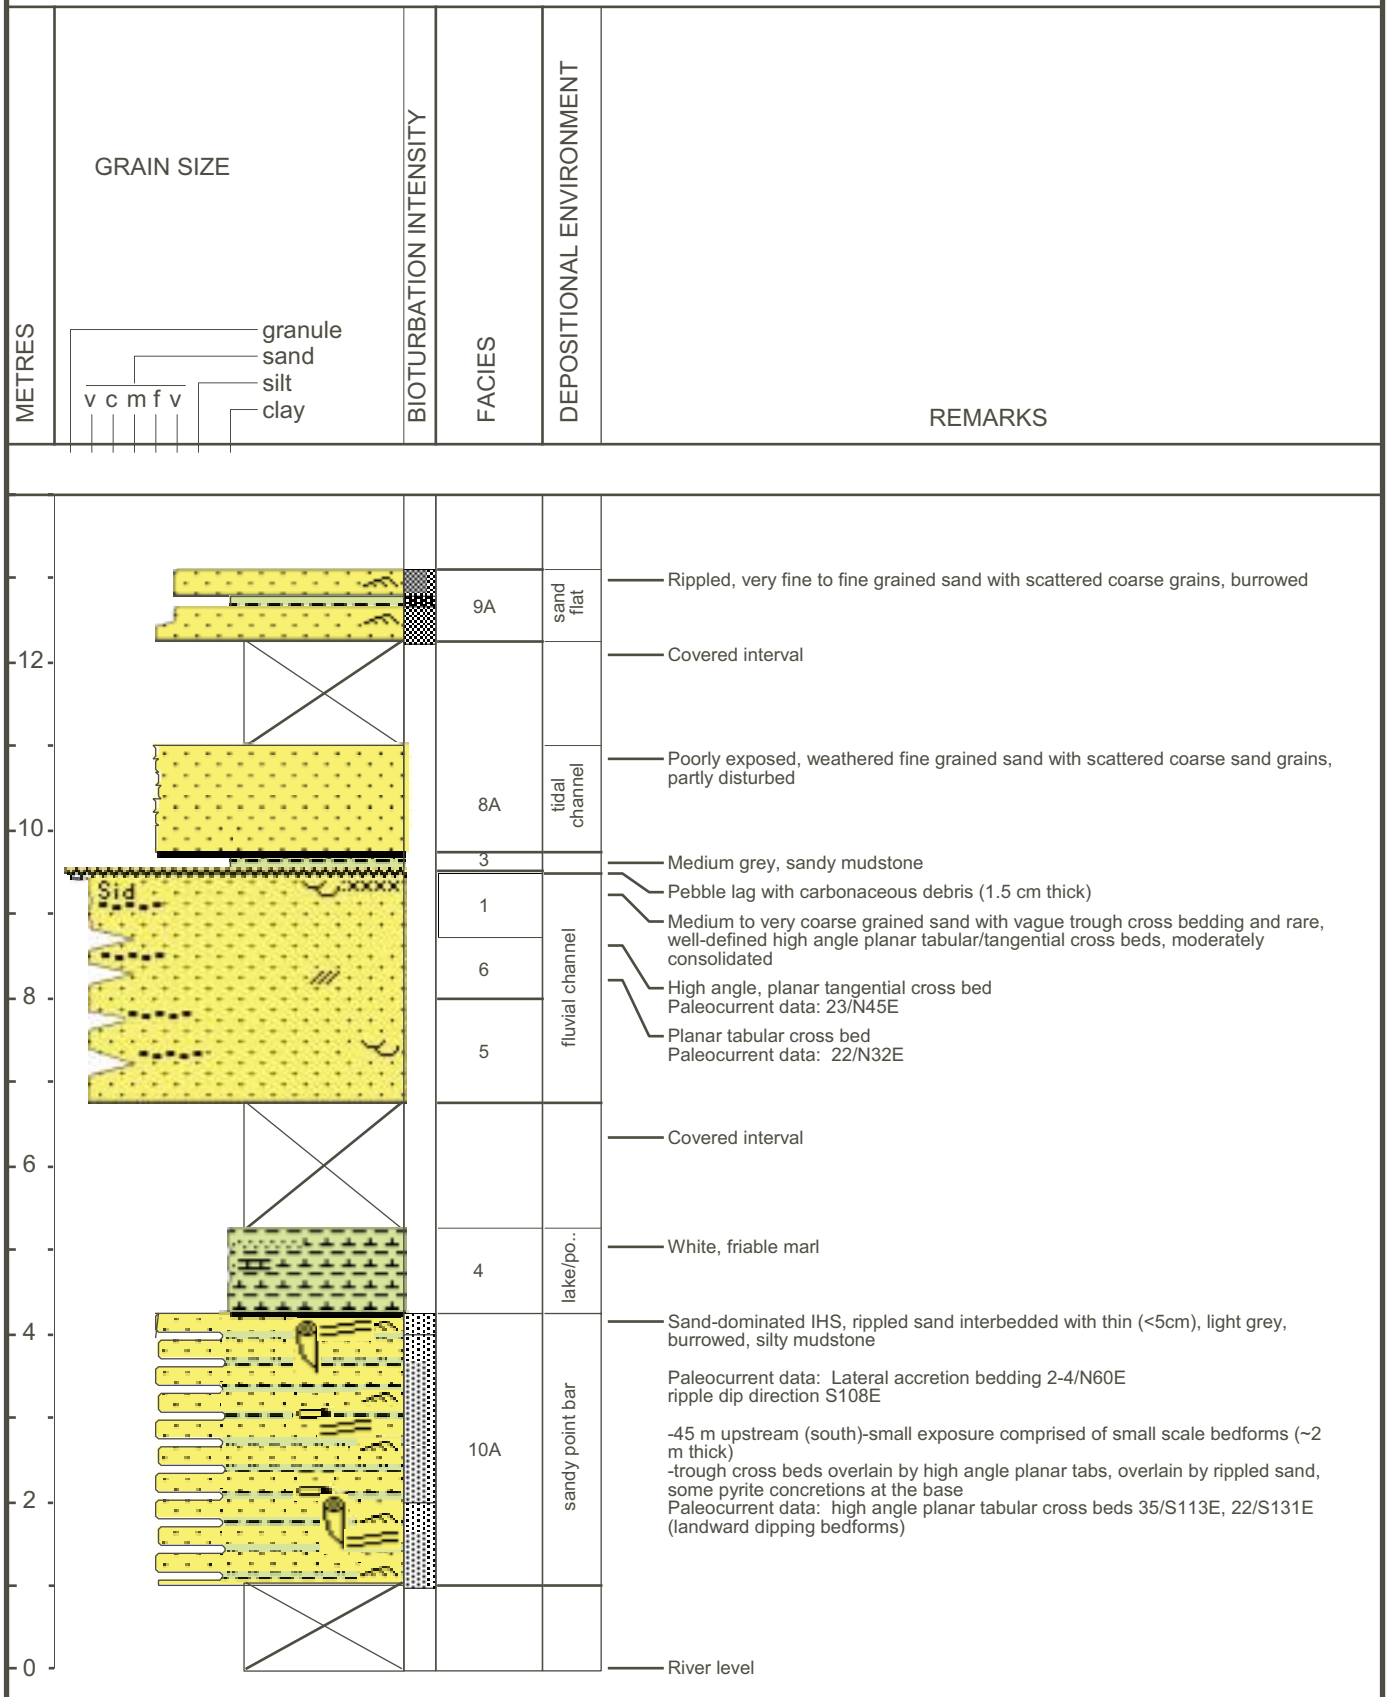 METRES
GRAIN SIZE
granule
sand
silt
clay
v c m f v
BIOTURBATION INTENSITY
FACIES
DEPOSITIONAL ENVIRONMENT
REMARKS
9A
sand
flat
Rippled, very fine to fine grained sand with scattered coarse grains, burrowed
12
Covered interval
8A
tidal
channel
Poorly exposed, weathered fine grained sand with scattered coarse sand grains,
partly disturbed
10
3
Medium grey, sandy mudstone
Sid
xxxx
Pebble lag with carbonaceous debris (1.5 cm thick)
1
Medium to very coarse grained sand with vague trough cross bedding and rare,
well-defined high angle planar tabular/tangential cross beds, moderately
consolidated
6
fluvial channel
High angle, planar tangential cross bed
Paleocurrent data: 23/N45E
8
5
Planar tabular cross bed
Paleocurrent data: 22/N32E
6
Covered interval
4
lake/po..
White, friable marl
4
Sand-dominated IHS, rippled sand interbedded with thin (<5cm), light grey,
burrowed, silty mudstone
Paleocurrent data: Lateral accretion bedding 2-4/N60E
ripple dip direction S108E
10A
sandy point bar
-45 m upstream (south)-small exposure comprised of small scale bedforms (~2
m thick)
-trough cross beds overlain by high angle planar tabs, overlain by rippled sand,
some pyrite concretions at the base
2
Paleocurrent data: high angle planar tabular cross beds 35/S113E, 22/S131E
(landward dipping bedforms)
0
River level